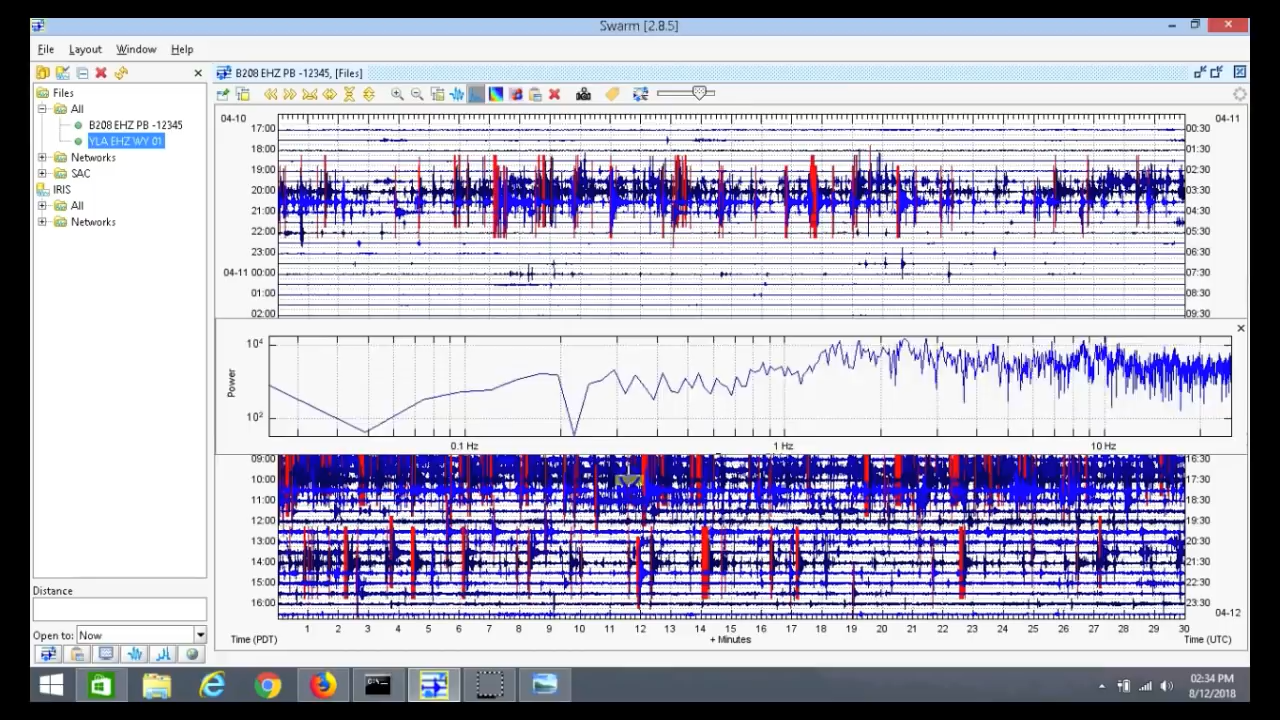 Swarm [2.8.5]
File Layout Window Help
Files
All
B208 EHZ PB -12345
YLA EHZ WY 01
Networks
SAC
IRIS
All
Networks
Distance
Open to: Now
B208 EHZ PB -12345, [Files]
04-10 04-11
17:00 00:30
18:00 01:30
19:00 02:30
20:00 03:30
21:00 04:30
22:00 05:30
23:00 06:30
04-11 00:00 07:30
01:00 08:30
02:00 09:30
10⁴
Power
10²
0.1 Hz 1 Hz 10 Hz
09:00 16:30
10:00 17:30
11:00 18:30
12:00 19:30
13:00 20:30
14:00 21:30
15:00 22:30
16:00 23:30
04-12
1 2 3 4 5 6 7 8 9 10 11 12 13 14 15 16 17 18 19 20 21 22 23 24 25 26 27 28 29 30
Time (PDT) + Minutes Time (UTC)
02:34 PM
8/12/2018